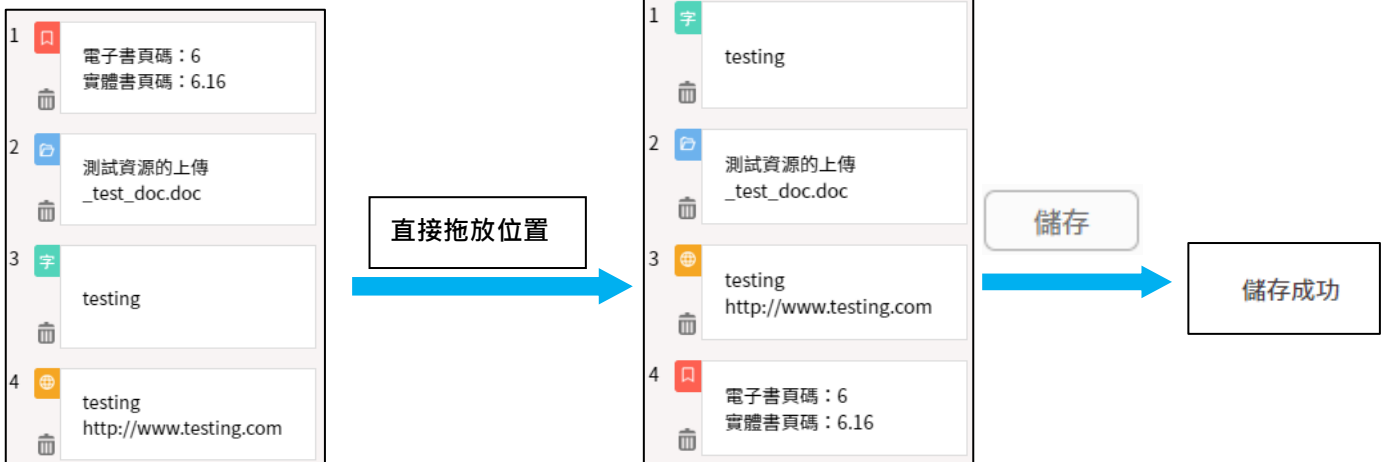 1
電子書頁碼：6
實體書頁碼：6.16
2
測試資源的上傳
_test_doc.doc
3
字
testing
4
testing
http://www.testing.com
直接拖放位置
1
字
testing
2
測試資源的上傳
_test_doc.doc
3
testing
http://www.testing.com
4
電子書頁碼：6
實體書頁碼：6.16
儲存
儲存成功